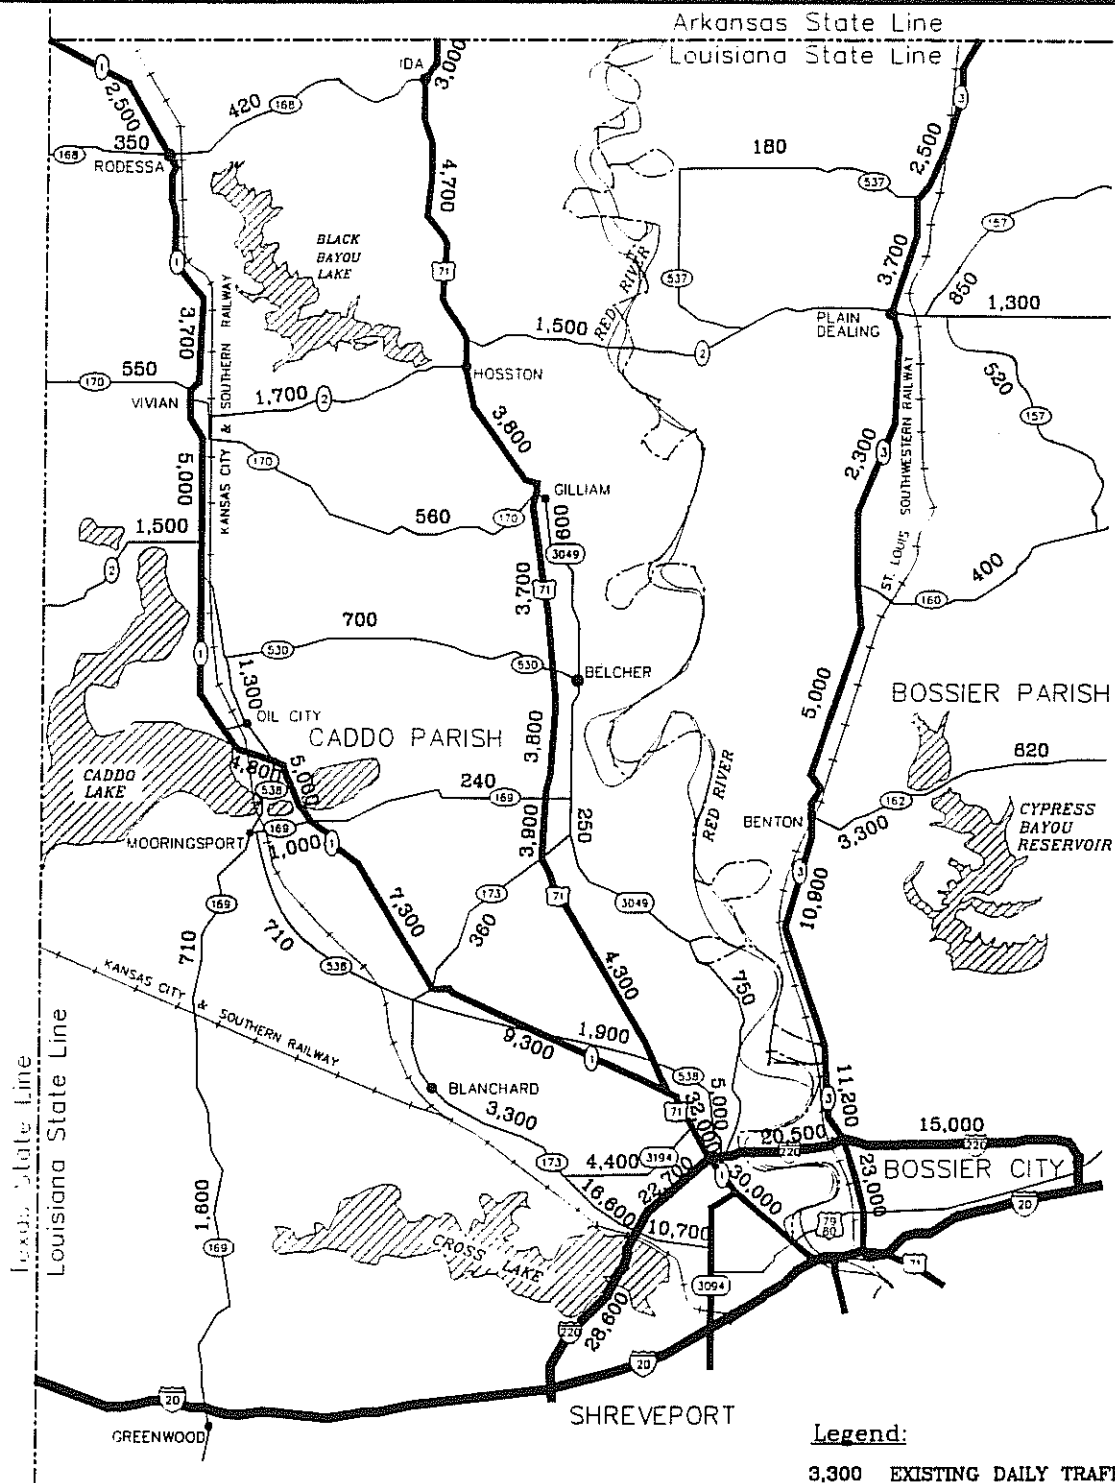 Arkansas State Line
Louisiana State Line
IDA
3,000
1
2,500
3
420
168
350
168
RODESSA
180
537
2,500
4,700
BLACK
BAYOU
LAKE
71
1
RED RIVER
537
157
3,700
850
1,300
PLAIN
DEALING
KANSAS CITY & SOUTHERN RAILWAY
3,700
1,500
2
550
170
VIVIAN
1,700
2
HOSSTON
520
157
3,800
2,300
3
ST. LOUIS SOUTHWESTERN RAILWAY
5,000
170
GILLIAM
560
170
600
3049
1,500
2
3,700
71
400
160
700
530
530
1
1,300
BELCHER
OIL CITY
CADDO PARISH
3,800
5,000
BOSSIER PARISH
CADDO
LAKE
4,800
5,000
538
240
169
620
162
RED RIVER
BENTON
3,300
CYPRESS
BAYOU
RESERVOIR
MOORINGSPORT
169
1,000
1
3,600
250
3
10,900
169
7,300
173
360
71
3049
710
710
538
4,300
750
KANSAS CITY & SOUTHERN RAILWAY
9,300
1,900
1
538
5,000
BLANCHARD
3,300
71
32,000
11,200
3
20,500
220
15,000
220
3194
4,400
173
22,700
1
30,000
23,000
BOSSIER CITY
16,600
10,700
79
80
20
71
1,600
169
CROSS LAKE
3094
220
28,600
20
20
Texas State Line
Louisiana State Line
GREENWOOD
SHREVEPORT
Legend:
3,300 EXISTING DAILY